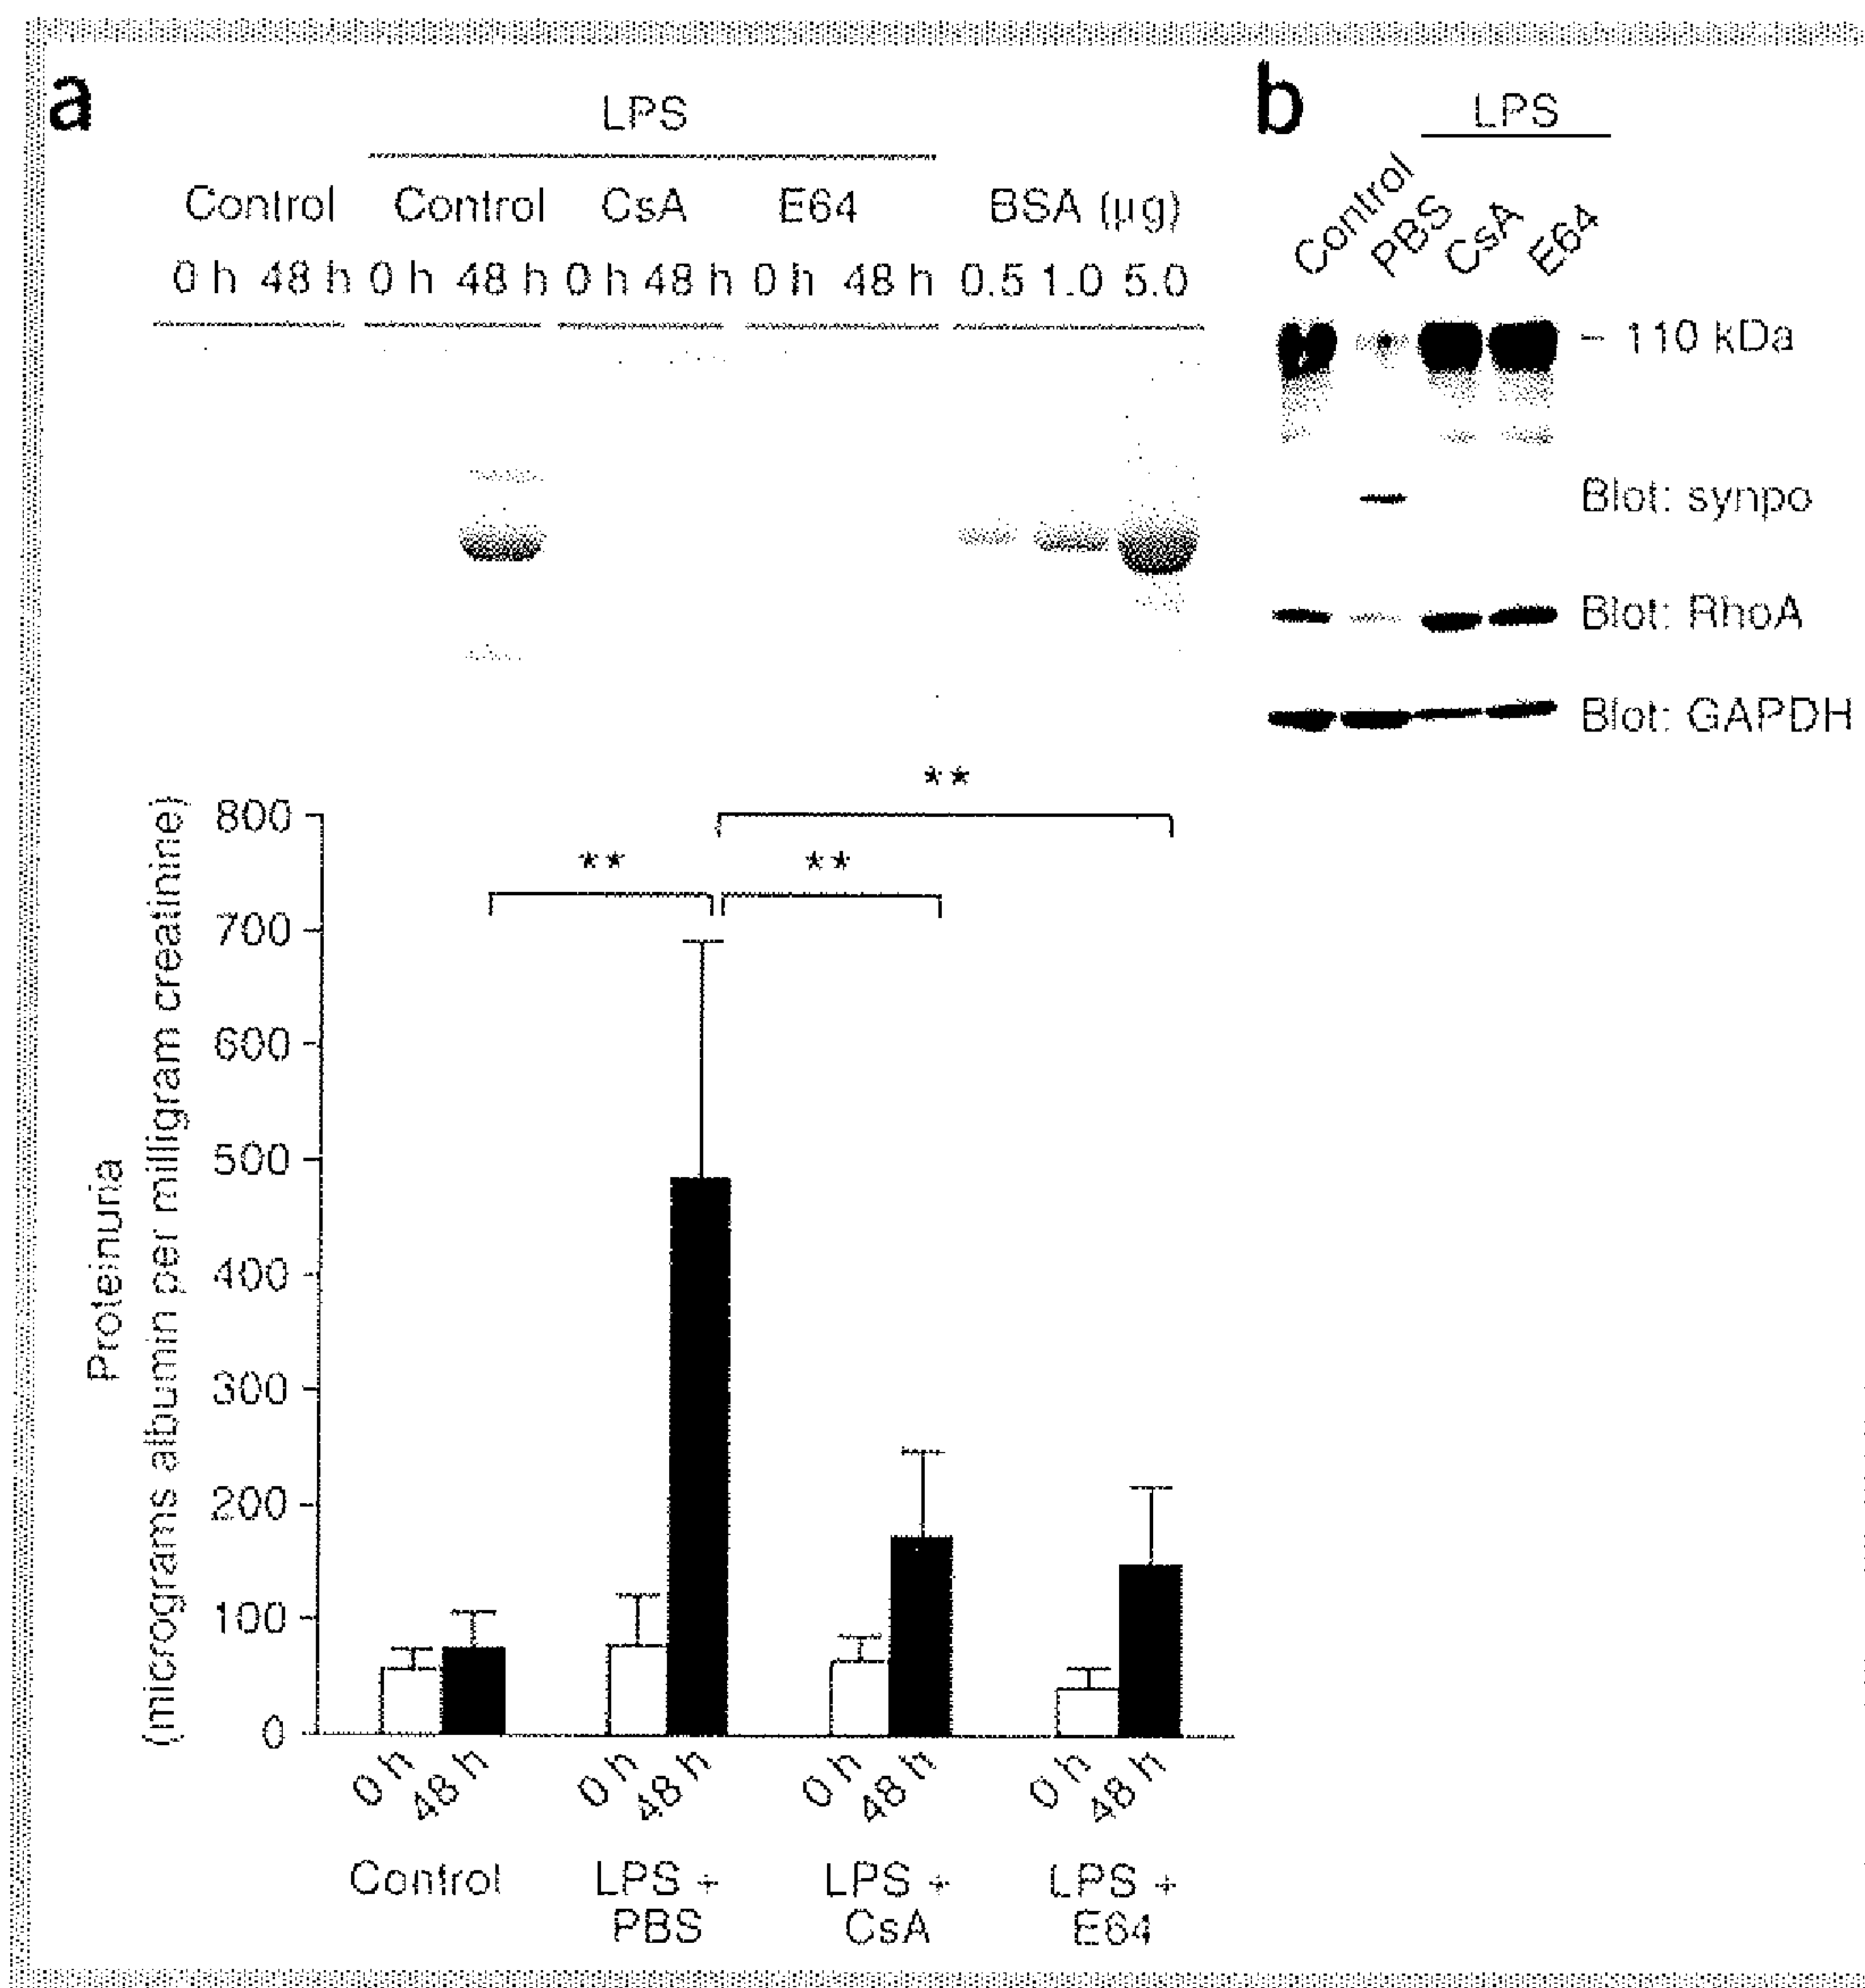 a
LPS
Control Control CsA E64 BSA (µg)
0 h 48 h 0 h 48 h 0 h 48 h 0 h 48 h 0.5 1.0 5.0
b
LPS
Control PBS CsA E64
– 110 kDa
Blot: synpo
Blot: RhoA
Blot: GAPDH
Proteinuria
(micrograms albumin per milligram creatinine)
800
700
600
500
400
300
200
100
0
** ** **
0 h 48 h 0 h 48 h 0 h 48 h 0 h 48 h
Control LPS + LPS + LPS +
PBS CsA E64